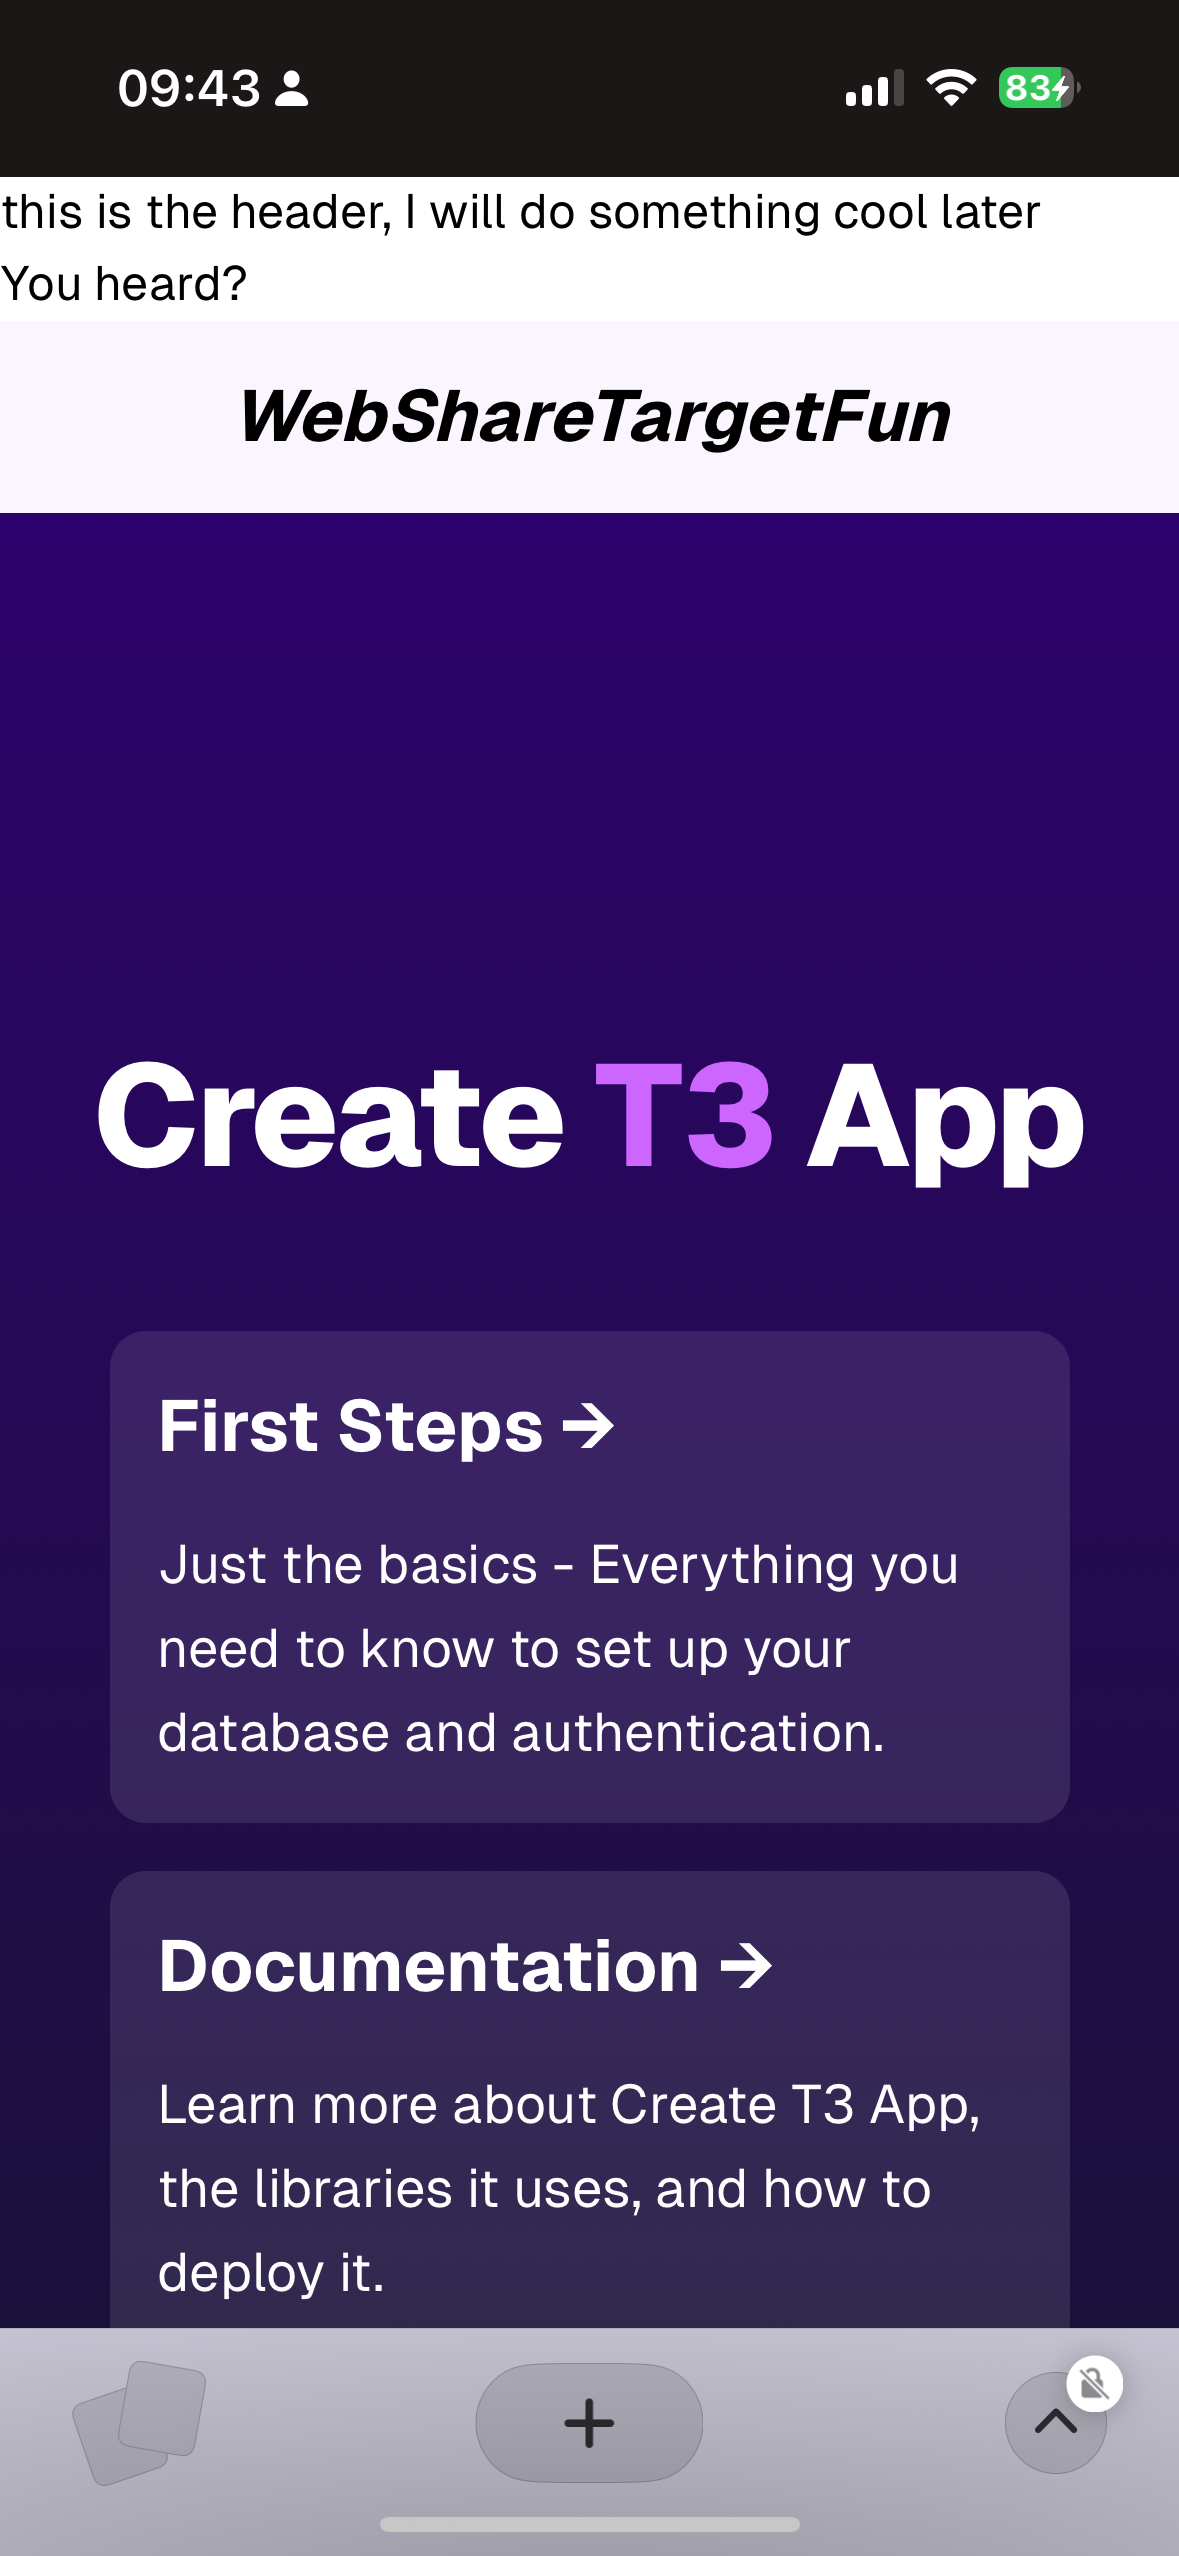 09:43
83
this is the header, I will do something cool later
You heard?
WebShareTargetFun
Create T3 App
First Steps →
Just the basics - Everything you
need to know to set up your
database and authentication.
Documentation →
Learn more about Create T3 App,
the libraries it uses, and how to
deploy it.